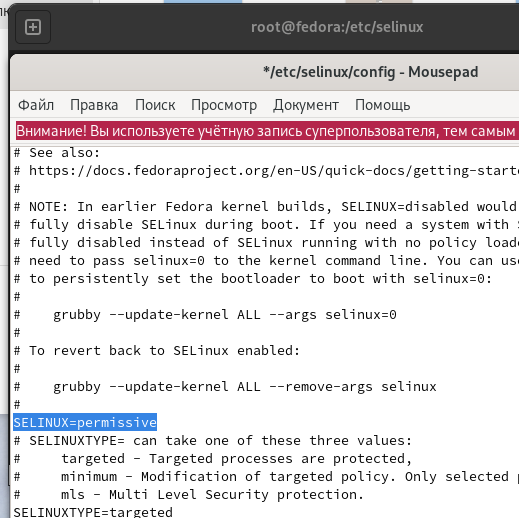 root@fedora:/etc/selinux
*/etc/selinux/config - Mousepad
Файл Правка Поиск Просмотр Документ Помощь
Внимание! Вы используете учётную запись суперпользователя, тем самым
# See also:
# https://docs.fedoraproject.org/en-US/quick-docs/getting-starte
#
# NOTE: In earlier Fedora kernel builds, SELINUX=disabled would
# fully disable SELinux during boot. If you need a system with S
# fully disabled instead of SELinux running with no policy loade
# need to pass selinux=0 to the kernel command line. You can use
# to persistently set the bootloader to boot with selinux=0:
#
#    grubby --update-kernel ALL --args selinux=0
#
# To revert back to SELinux enabled:
#
#    grubby --update-kernel ALL --remove-args selinux
#
SELINUX=permissive
# SELINUXTYPE= can take one of these three values:
#     targeted - Targeted processes are protected,
#     minimum - Modification of targeted policy. Only selected p
#     mls - Multi Level Security protection.
SELINUXTYPE=targeted